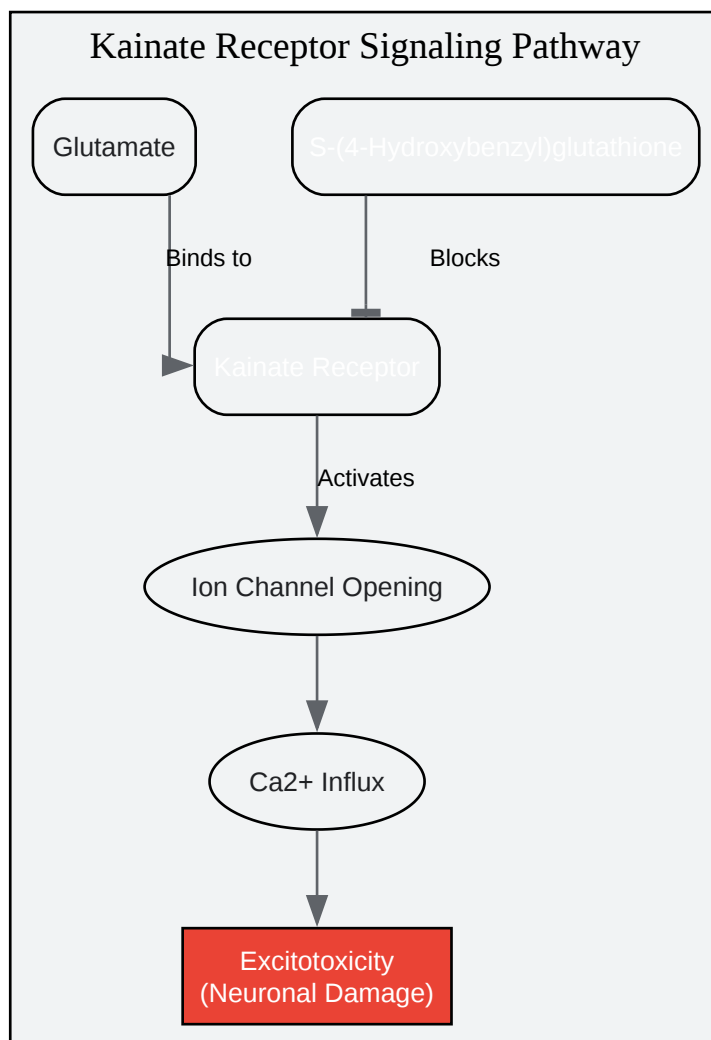 Kainate Receptor Signaling Pathway
Glutamate
S-(4-Hydroxybenzyl)glutathione
Binds to
Blocks
Kainate Receptor
Activates
Ion Channel Opening
Ca2+ Influx
Excitotoxicity
(Neuronal Damage)